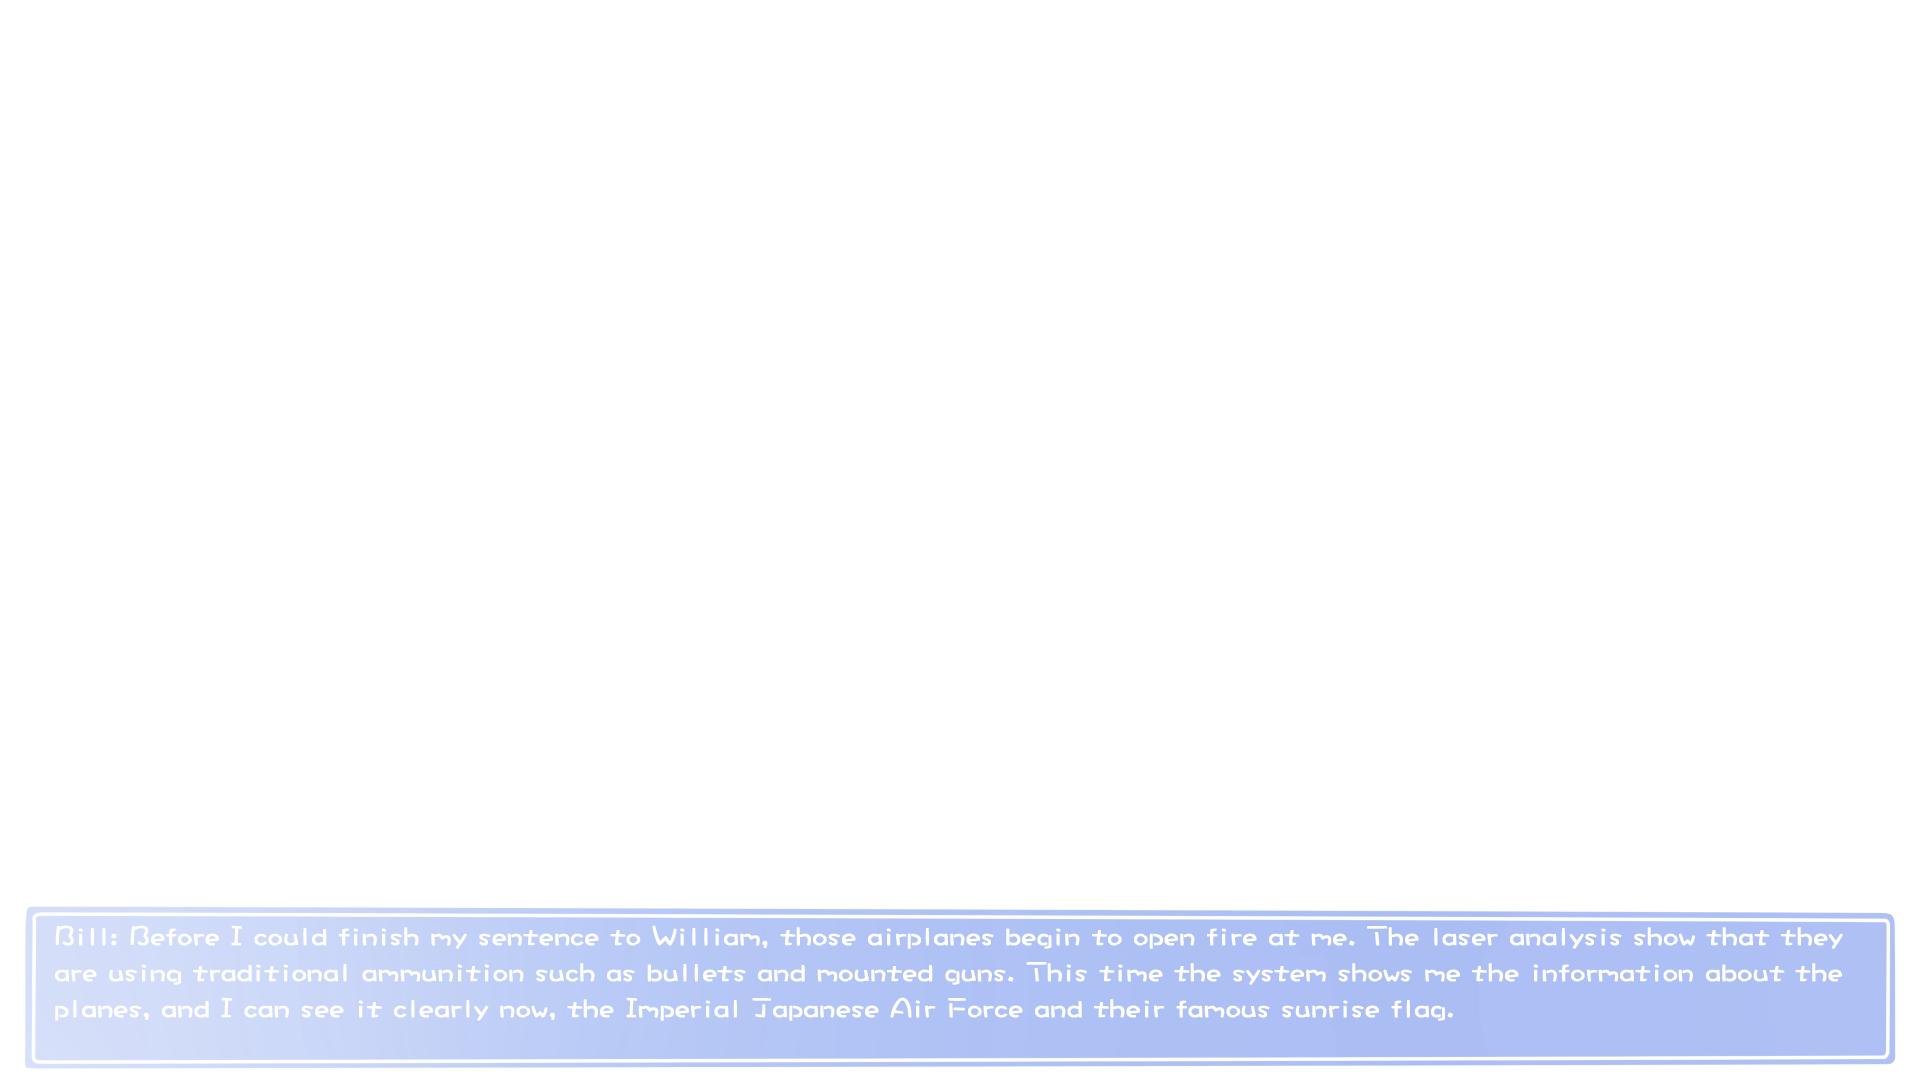 Bill: Before I could finish my sentence to William, those airplanes begin to open fire at me. The laser analysis show that they
are using traditional ammunition such as bullets and mounted guns. This time the system shows me the information about the
planes, and I can see it clearly now, the Imperial Japanese Air Force and their famous sunrise flag.